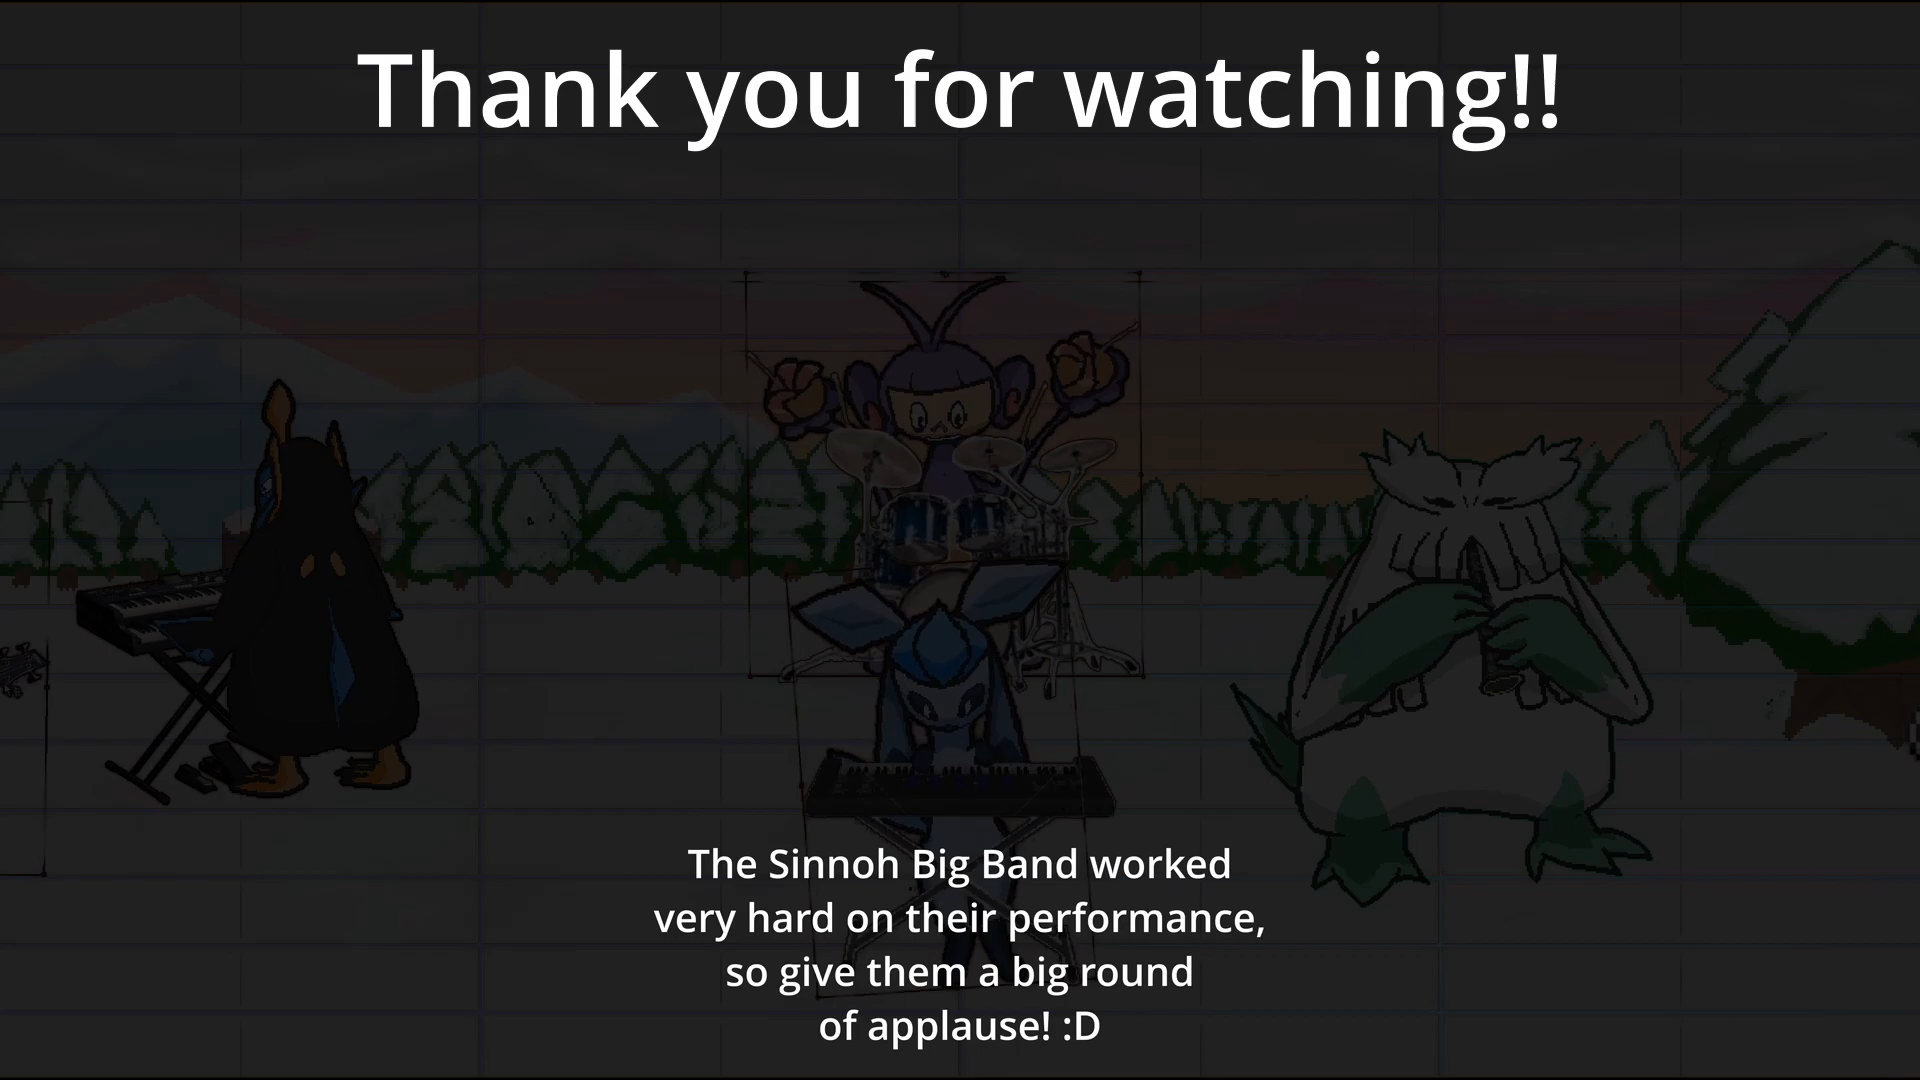 Thank you for watching!!
The Sinnoh Big Band worked
very hard on their performance,
so give them a big round
of applause! :D